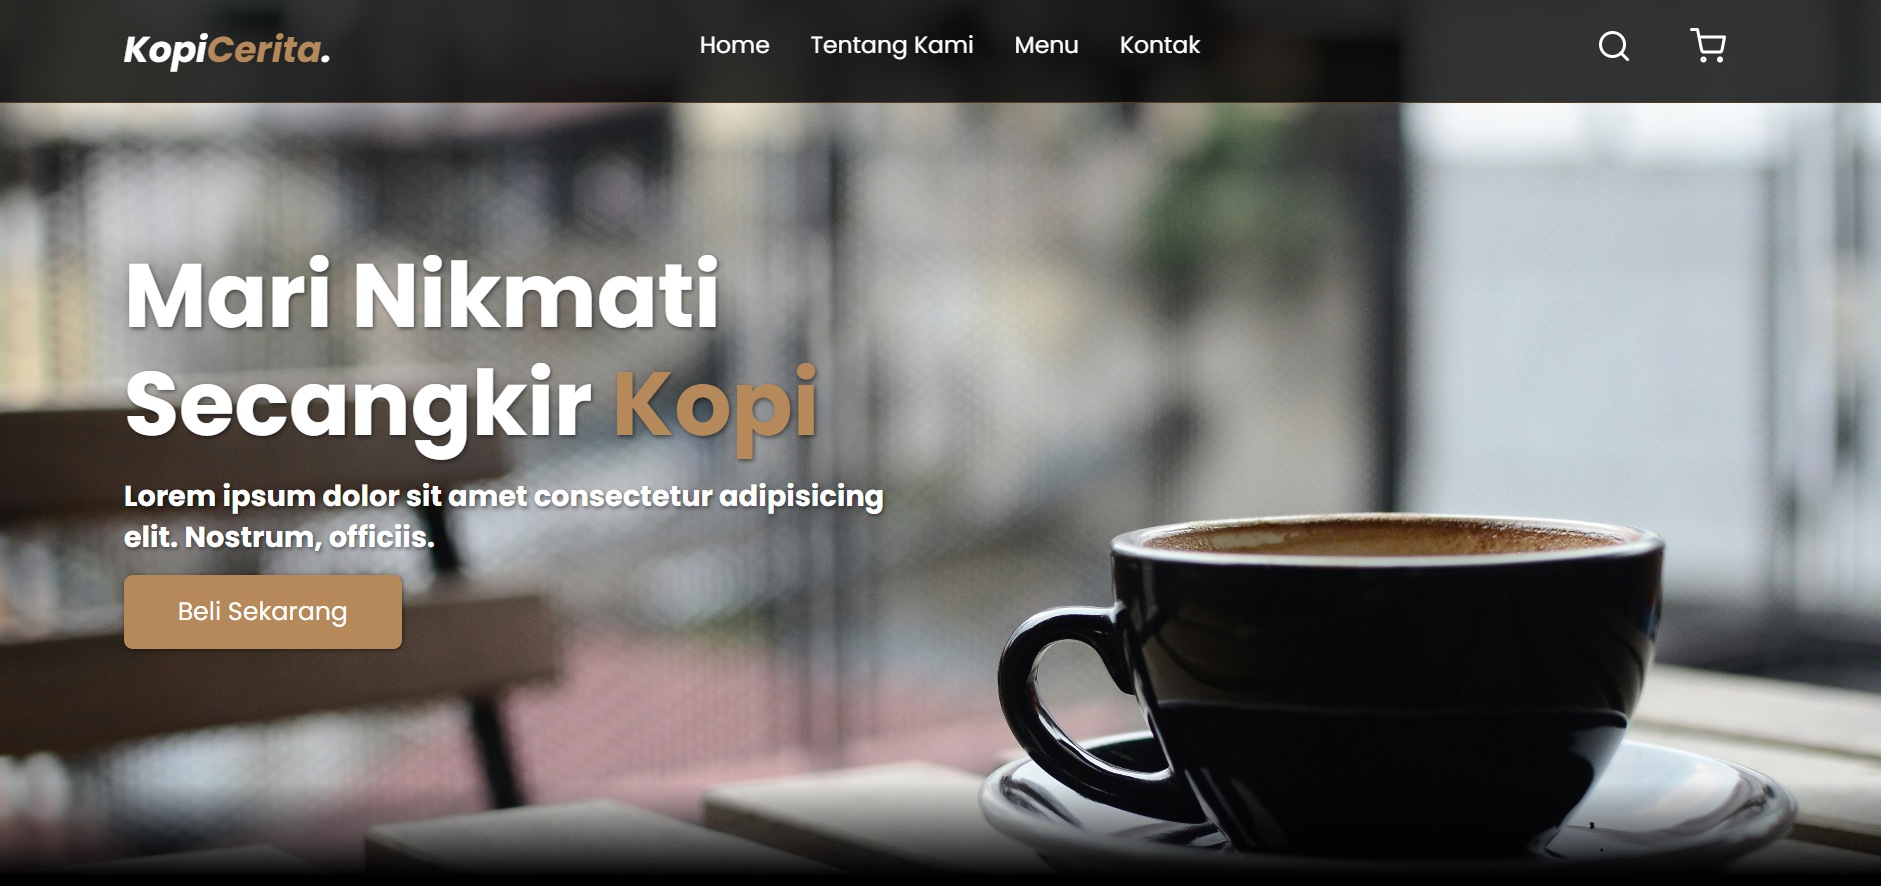 KopiCerita.
Home
Tentang Kami
Menu
Kontak
Mari Nikmati
Secangkir Kopi
Lorem ipsum dolor sit amet consectetur adipisicing
elit. Nostrum, officiis.
Beli Sekarang